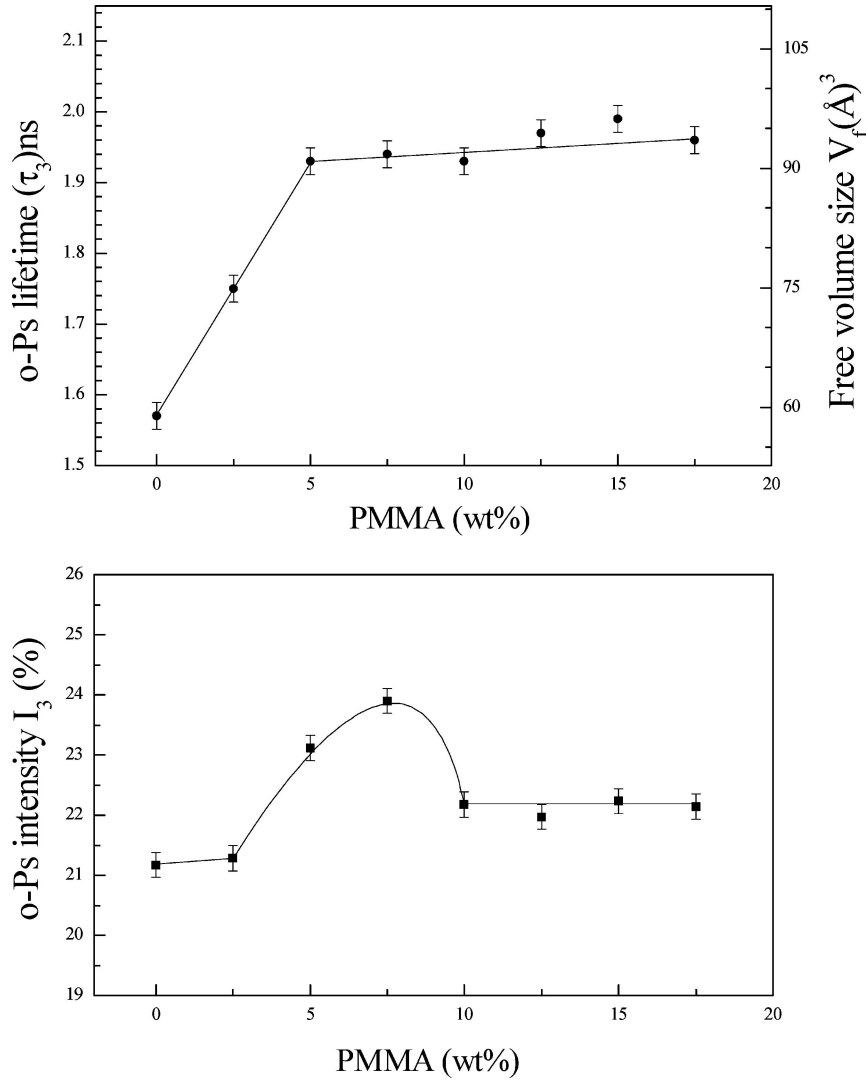 2.1
2.0
1.9
1.8
1.7
1.6
1.5
o-Ps lifetime (τ₃)ns
105
90
75
60
Free volume size V_f(Å)³
0 5 10 15 20
PMMA (wt%)
26
25
24
23
22
21
20
19
o-Ps intensity I₃ (%)
0 5 10 15 20
PMMA (wt%)